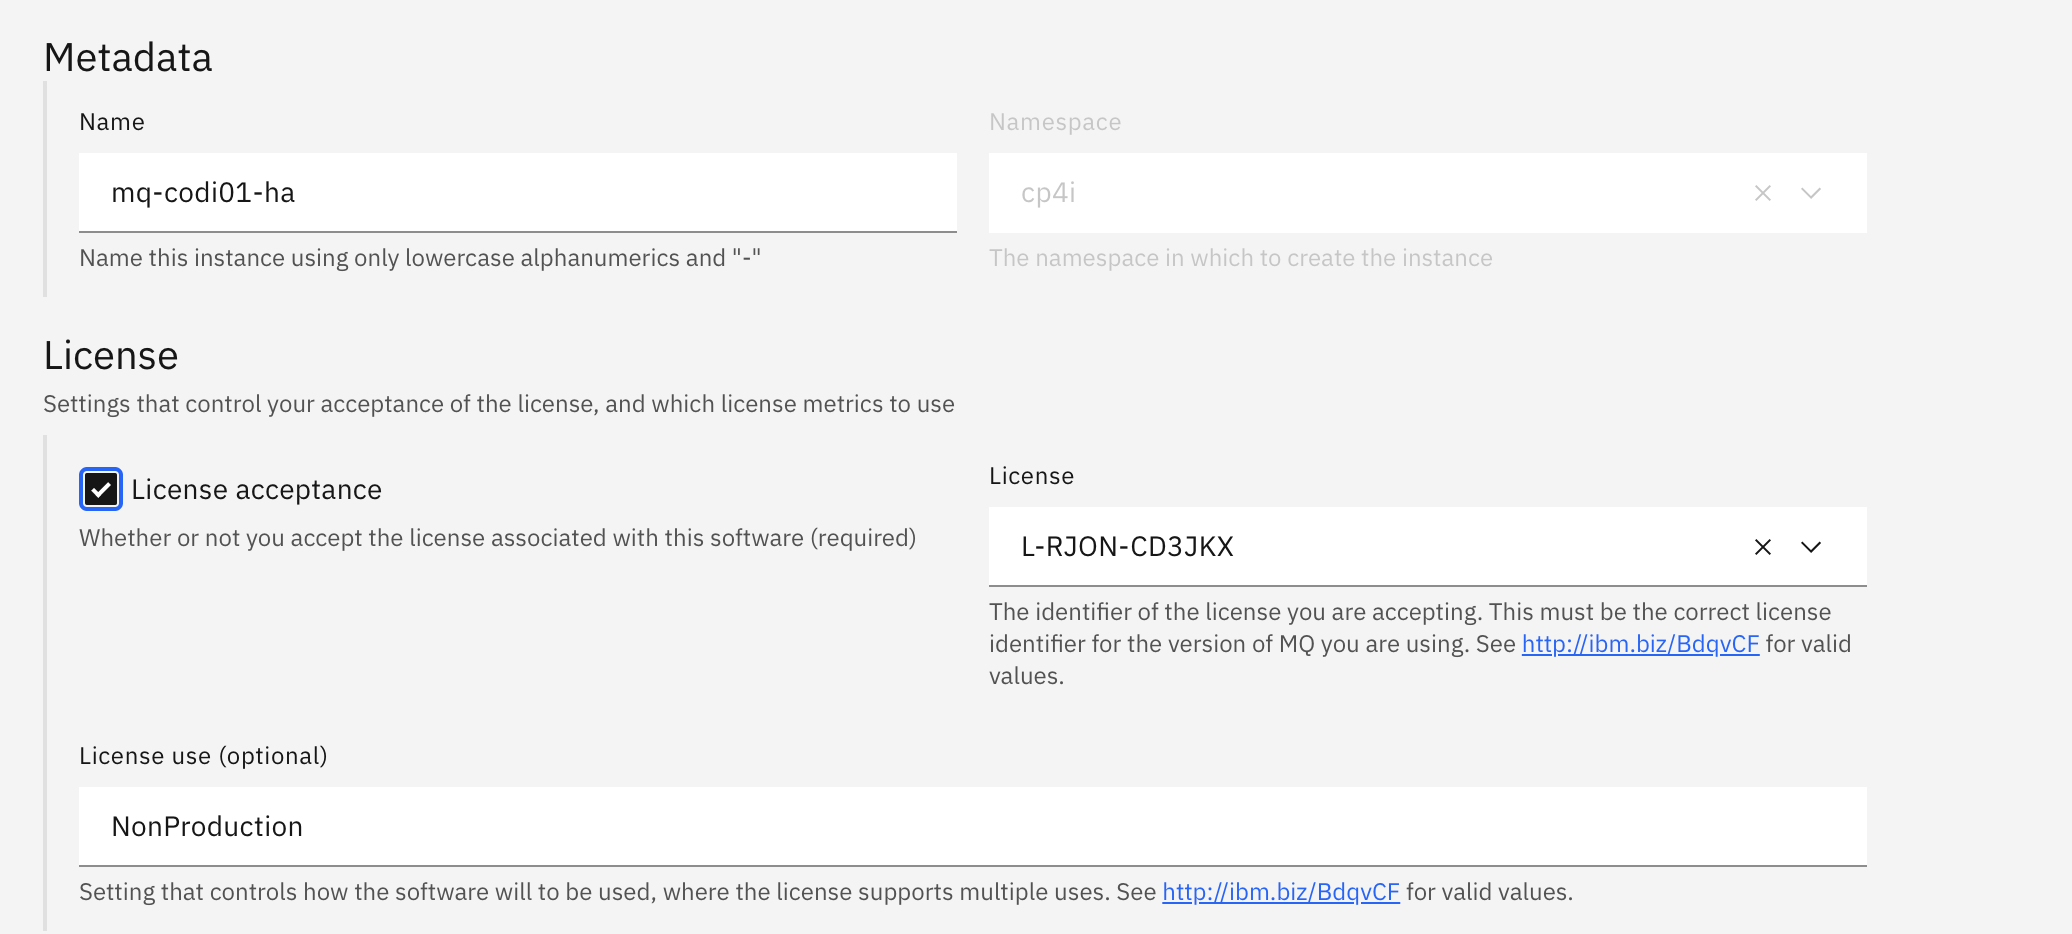 Metadata
Name
mq-codi01-ha
Name this instance using only lowercase alphanumerics and "-"
Namespace
cp4i
The namespace in which to create the instance
License
Settings that control your acceptance of the license, and which license metrics to use
License acceptance
Whether or not you accept the license associated with this software (required)
License
L-RJON-CD3JKX
The identifier of the license you are accepting. This must be the correct license
identifier for the version of MQ you are using. See http://ibm.biz/BdqvCF for valid
values.
License use (optional)
NonProduction
Setting that controls how the software will to be used, where the license supports multiple uses. See http://ibm.biz/BdqvCF for valid values.